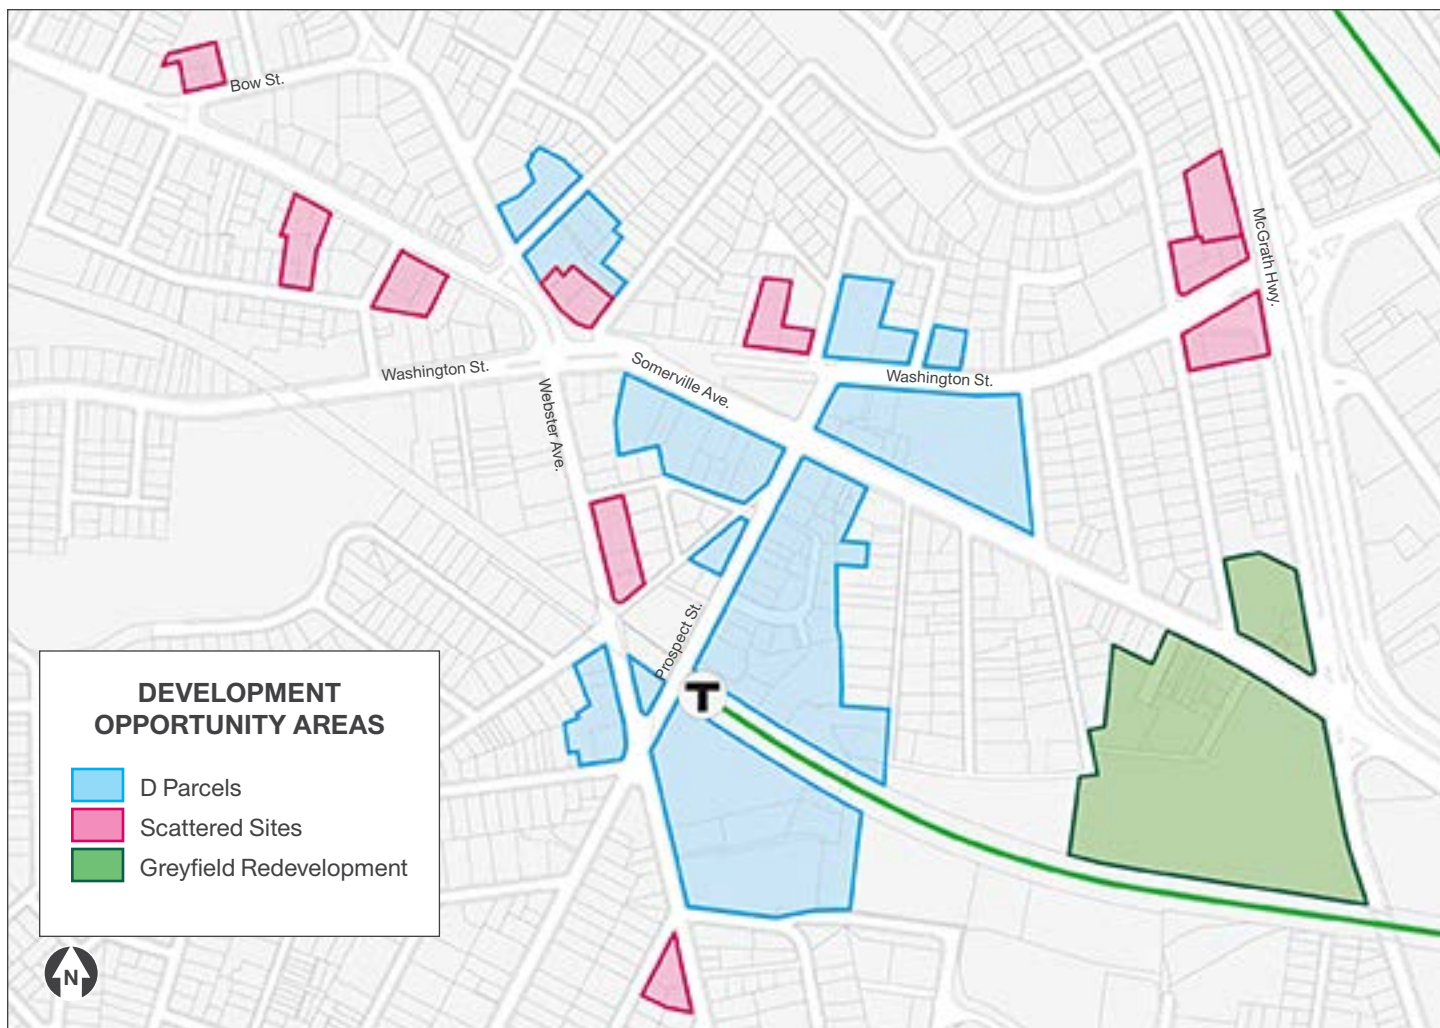 Bow St.
McGrath Hwy.
Washington St.
Somerville Ave.
Washington St.
Webster Ave.
Prospect St.
T
DEVELOPMENT
OPPORTUNITY AREAS
D Parcels
Scattered Sites
Greyfield Redevelopment
N